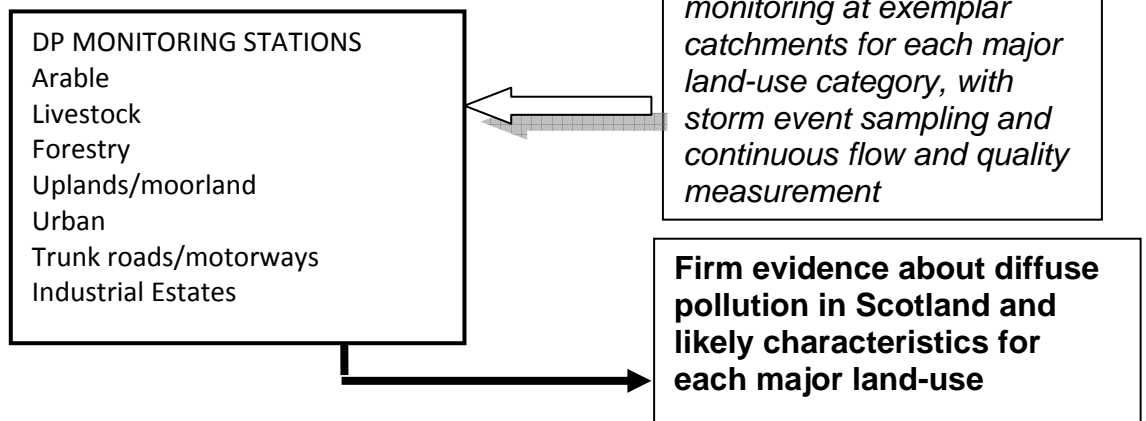 DP MONITORING STATIONS
Arable
Livestock
Forestry
Uplands/moorland
Urban
Trunk roads/motorways
Industrial Estates
monitoring at exemplar
catchments for each major
land-use category, with
storm event sampling and
continuous flow and quality
measurement
Firm evidence about diffuse
pollution in Scotland and
likely characteristics for
each major land-use